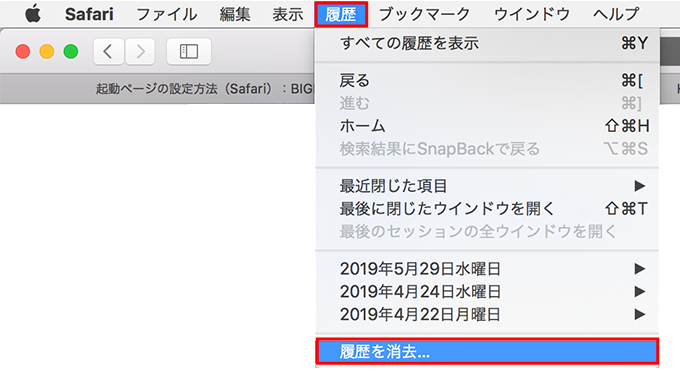 Safari ファイル 編集 表示 履歴 ブックマーク ウインドウ ヘルプ
すべての履歴を表示 ⌘Y
起動ページの設定方法（Safari）：BIG
戻る ⌘[
進む ⌘]
ホーム ⇧⌘H
検索結果にSnapBackで戻る ⌥⌘S
最近閉じた項目 ▶
最後に閉じたウインドウを開く ⇧⌘T
最後のセッションの全ウインドウを開く
2019年5月29日水曜日 ▶
2019年4月24日水曜日 ▶
2019年4月22日月曜日 ▶
履歴を消去...